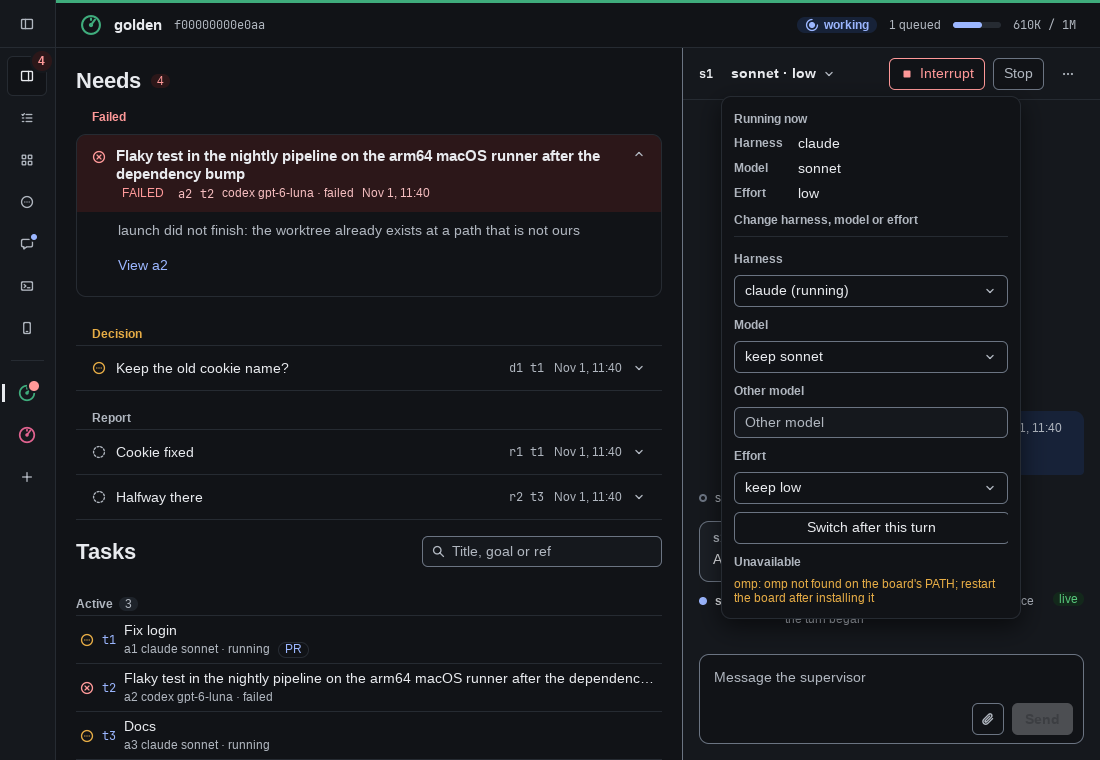 golden f00000000e0aa
working 1 queued 610K / 1M
4
Needs 4
Failed
Flaky test in the nightly pipeline on the arm64 macOS runner after the
dependency bump
FAILED a2 t2 codex gpt-6-luna · failed Nov 1, 11:40
launch did not finish: the worktree already exists at a path that is not ours
View a2
Decision
Keep the old cookie name? d1 t1 Nov 1, 11:40
Report
Cookie fixed r1 t1 Nov 1, 11:40
Halfway there r2 t3 Nov 1, 11:40
Tasks
Title, goal or ref
Active 3
t1 Fix login
a1 claude sonnet · running PR
t2 Flaky test in the nightly pipeline on the arm64 macOS runner after the dependenc…
a2 codex gpt-6-luna · failed
t3 Docs
a3 claude sonnet · running
s1 sonnet · low
Interrupt
Stop
Running now
Harness claude
Model sonnet
Effort low
Change harness, model or effort
Harness
claude (running)
Model
keep sonnet
Other model
Other model
Effort
keep low
Switch after this turn
Unavailable
omp: omp not found on the board's PATH; restart
the board after installing it
1, 11:40
live
the turn began
Message the supervisor
Send